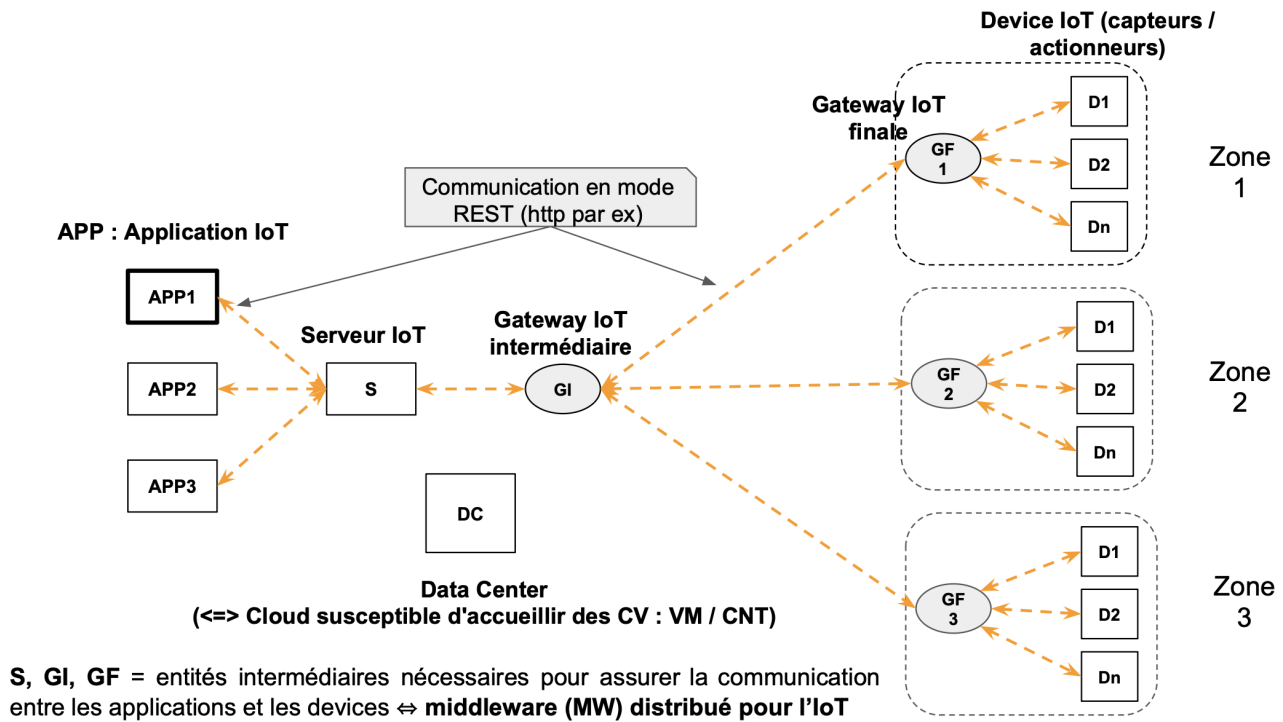 Device IoT (capteurs /
actionneurs)
Gateway IoT
finale
GF
1
D1
D2
Dn
Zone
1
Communication en mode
REST (http par ex)
APP : Application IoT
APP1
APP2
APP3
Serveur IoT
S
Gateway IoT
intermédiaire
GI
GF
2
D1
D2
Dn
Zone
2
DC
Data Center
(<=> Cloud susceptible d'accueillir des CV : VM / CNT)
GF
3
D1
D2
Dn
Zone
3
S, GI, GF = entités intermédiaires nécessaires pour assurer la communication
entre les applications et les devices ⇔ middleware (MW) distribué pour l’IoT